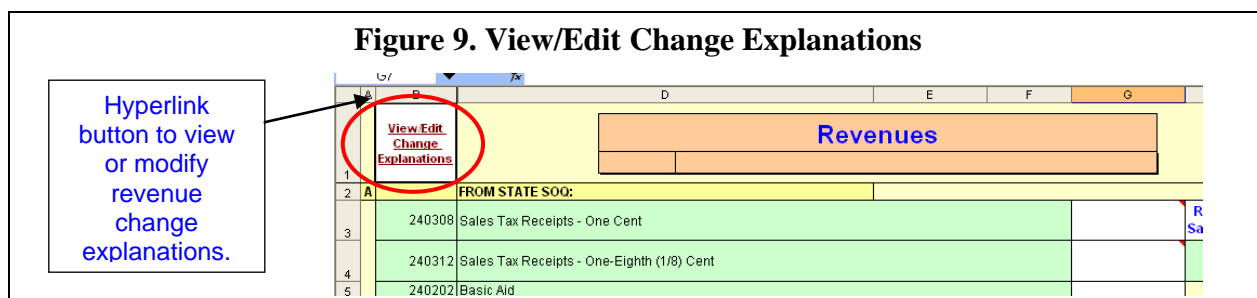 Figure 9. View/Edit Change Explanations
Hyperlink
button to view
or modify
revenue
change
explanations.
G7 fx
A B D E F G
View/Edit
Change
Explanations
Revenues
1
2 A FROM STATE SOQ:
3 240308 Sales Tax Receipts - One Cent
R
Sa
4 240312 Sales Tax Receipts - One-Eighth (1/8) Cent
5 240202 Basic Aid